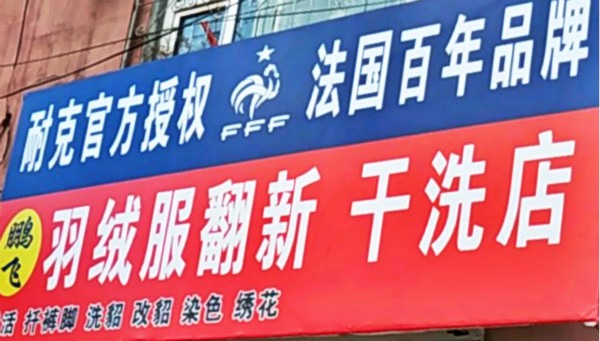 耐克官方授权 FFF 法国百年品牌
鹏飞 羽绒服翻新 干洗店
活 扦裤脚 洗貂 改貂 染色 绣花